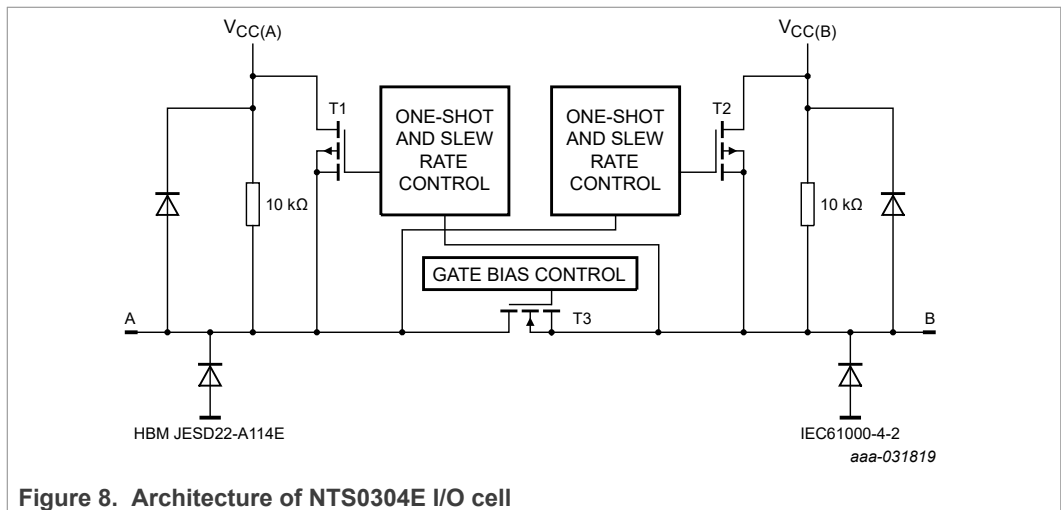 VCC(A)
VCC(B)
T1
ONE-SHOT
AND SLEW
RATE
CONTROL
ONE-SHOT
AND SLEW
RATE
CONTROL
T2
10 kΩ
10 kΩ
GATE BIAS CONTROL
A
T3
B
HBM JESD22-A114E
IEC61000-4-2
aaa-031819
Figure 8. Architecture of NTS0304E I/O cell